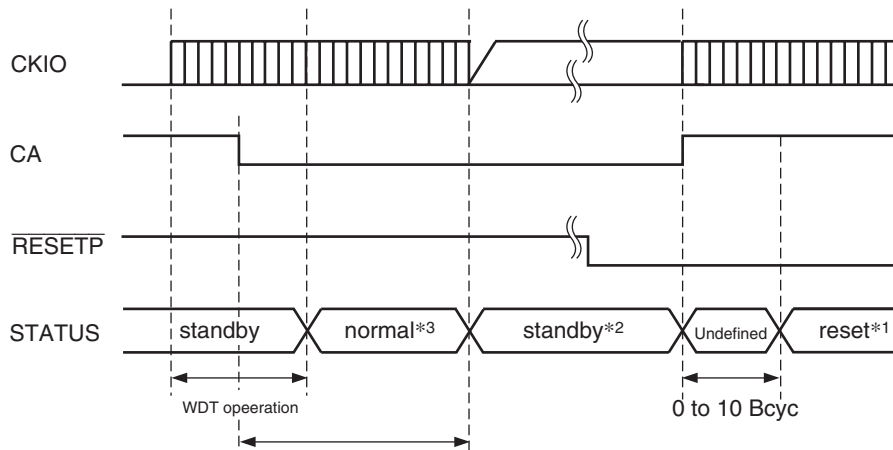 CKIO
CA
RESETP
STATUS
standby normal*3 standby*2 Undefined reset*1
WDT opeeration
0 to 10 Bcyc